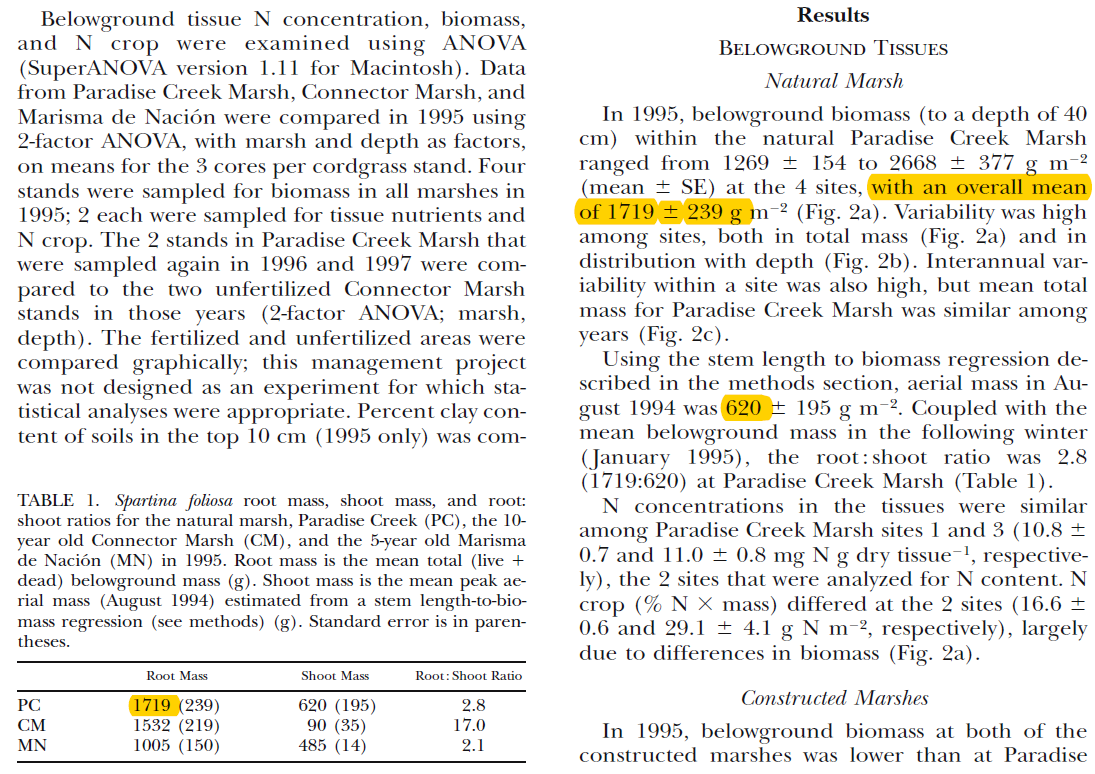 Belowground tissue N concentration, biomass,
and N crop were examined using ANOVA
(SuperANOVA version 1.11 for Macintosh). Data
from Paradise Creek Marsh, Connector Marsh, and
Marisma de Nación were compared in 1995 using
2-factor ANOVA, with marsh and depth as factors,
on means for the 3 cores per cordgrass stand. Four
stands were sampled for biomass in all marshes in
1995; 2 each were sampled for tissue nutrients and
N crop. The 2 stands in Paradise Creek Marsh that
were sampled again in 1996 and 1997 were com-
pared to the two unfertilized Connector Marsh
stands in those years (2-factor ANOVA; marsh,
depth). The fertilized and unfertilized areas were
compared graphically; this management project
was not designed as an experiment for which sta-
tistical analyses were appropriate. Percent clay con-
tent of soils in the top 10 cm (1995 only) was com-
TABLE 1. Spartina foliosa root mass, shoot mass, and root:
shoot ratios for the natural marsh, Paradise Creek (PC), the 10-
year old Connector Marsh (CM), and the 5-year old Marisma
de Nación (MN) in 1995. Root mass is the mean total (live +
dead) belowground mass (g). Shoot mass is the mean peak ae-
rial mass (August 1994) estimated from a stem length-to-bio-
mass regression (see methods) (g). Standard error is in paren-
theses.
Root Mass Shoot Mass Root:Shoot Ratio
PC 1719 (239) 620 (195) 2.8
CM 1532 (219) 90 (35) 17.0
MN 1005 (150) 485 (14) 2.1
Results
BELOWGROUND TISSUES
Natural Marsh
In 1995, belowground biomass (to a depth of 40
cm) within the natural Paradise Creek Marsh
ranged from 1269 ± 154 to 2668 ± 377 g m⁻²
(mean ± SE) at the 4 sites, with an overall mean
of 1719 ± 239 g m⁻² (Fig. 2a). Variability was high
among sites, both in total mass (Fig. 2a) and in
distribution with depth (Fig. 2b). Interannual var-
iability within a site was also high, but mean total
mass for Paradise Creek Marsh was similar among
years (Fig. 2c).
Using the stem length to biomass regression de-
scribed in the methods section, aerial mass in Au-
gust 1994 was 620 ± 195 g m⁻². Coupled with the
mean belowground mass in the following winter
(January 1995), the root:shoot ratio was 2.8
(1719:620) at Paradise Creek Marsh (Table 1).
N concentrations in the tissues were similar
among Paradise Creek Marsh sites 1 and 3 (10.8 ±
0.7 and 11.0 ± 0.8 mg N g dry tissue⁻¹, respective-
ly), the 2 sites that were analyzed for N content. N
crop (% N × mass) differed at the 2 sites (16.6 ±
0.6 and 29.1 ± 4.1 g N m⁻², respectively), largely
due to differences in biomass (Fig. 2a).
Constructed Marshes
In 1995, belowground biomass at both of the
constructed marshes was lower than at Paradise